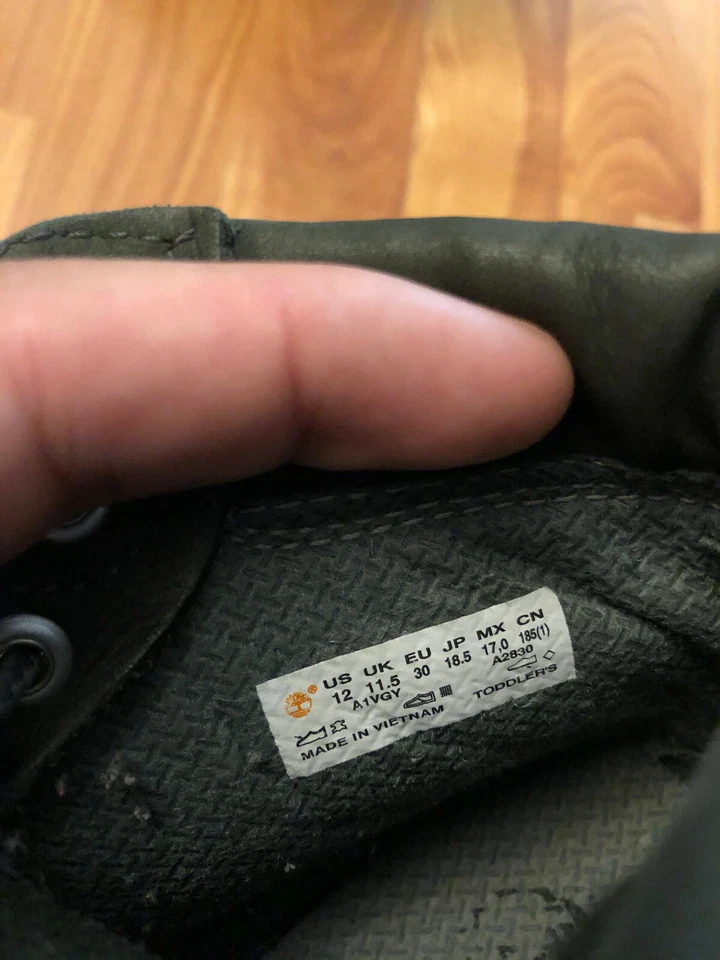 ® US UK EU JP MX CN
12 11.5 30 18.5 17,0 185(1)
A1VGY A2830
MADE IN VIETNAM TODDLER'S